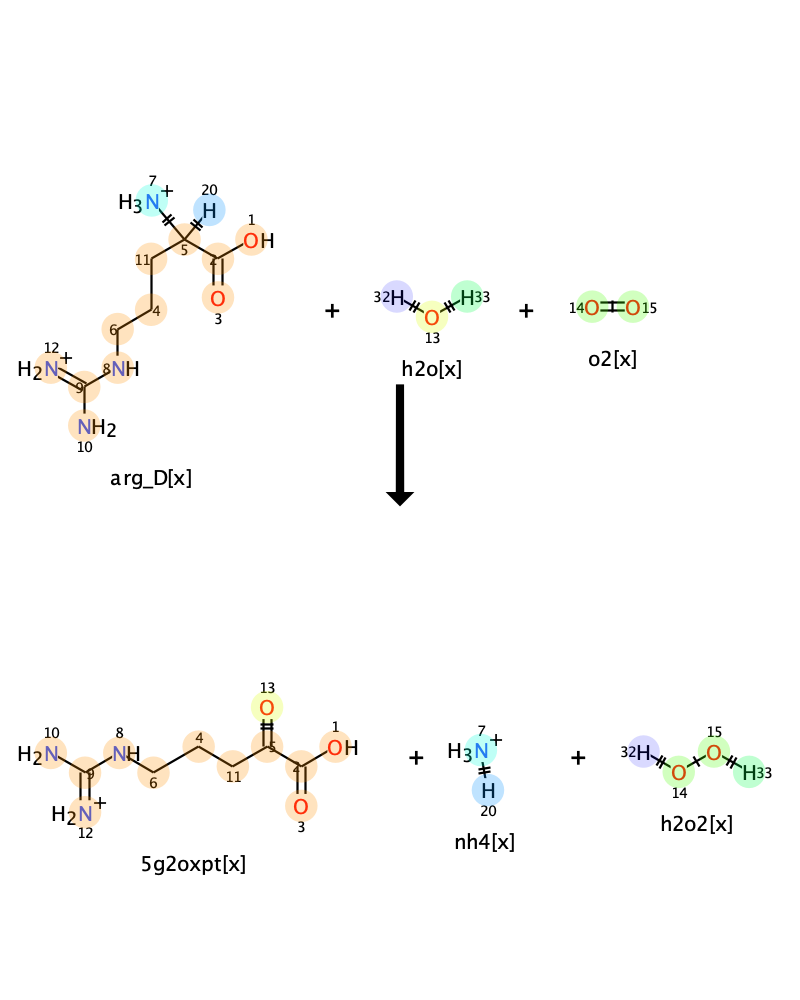 7
H3N+
20
H
1
OH
11
5
2
O
3
4
6
12
H2N+
8
NH
9
NH2
10
arg_D[x]
+
32H
H33
O
13
h2o[x]
+
14O
O15
o2[x]
13
O
10
H2N
8
NH
4
5
1
OH
9
6
11
2
H2N+
12
O
3
5g2oxpt[x]
+
7
H3N+
H
20
nh4[x]
+
32H
15
O
O
14
H33
h2o2[x]